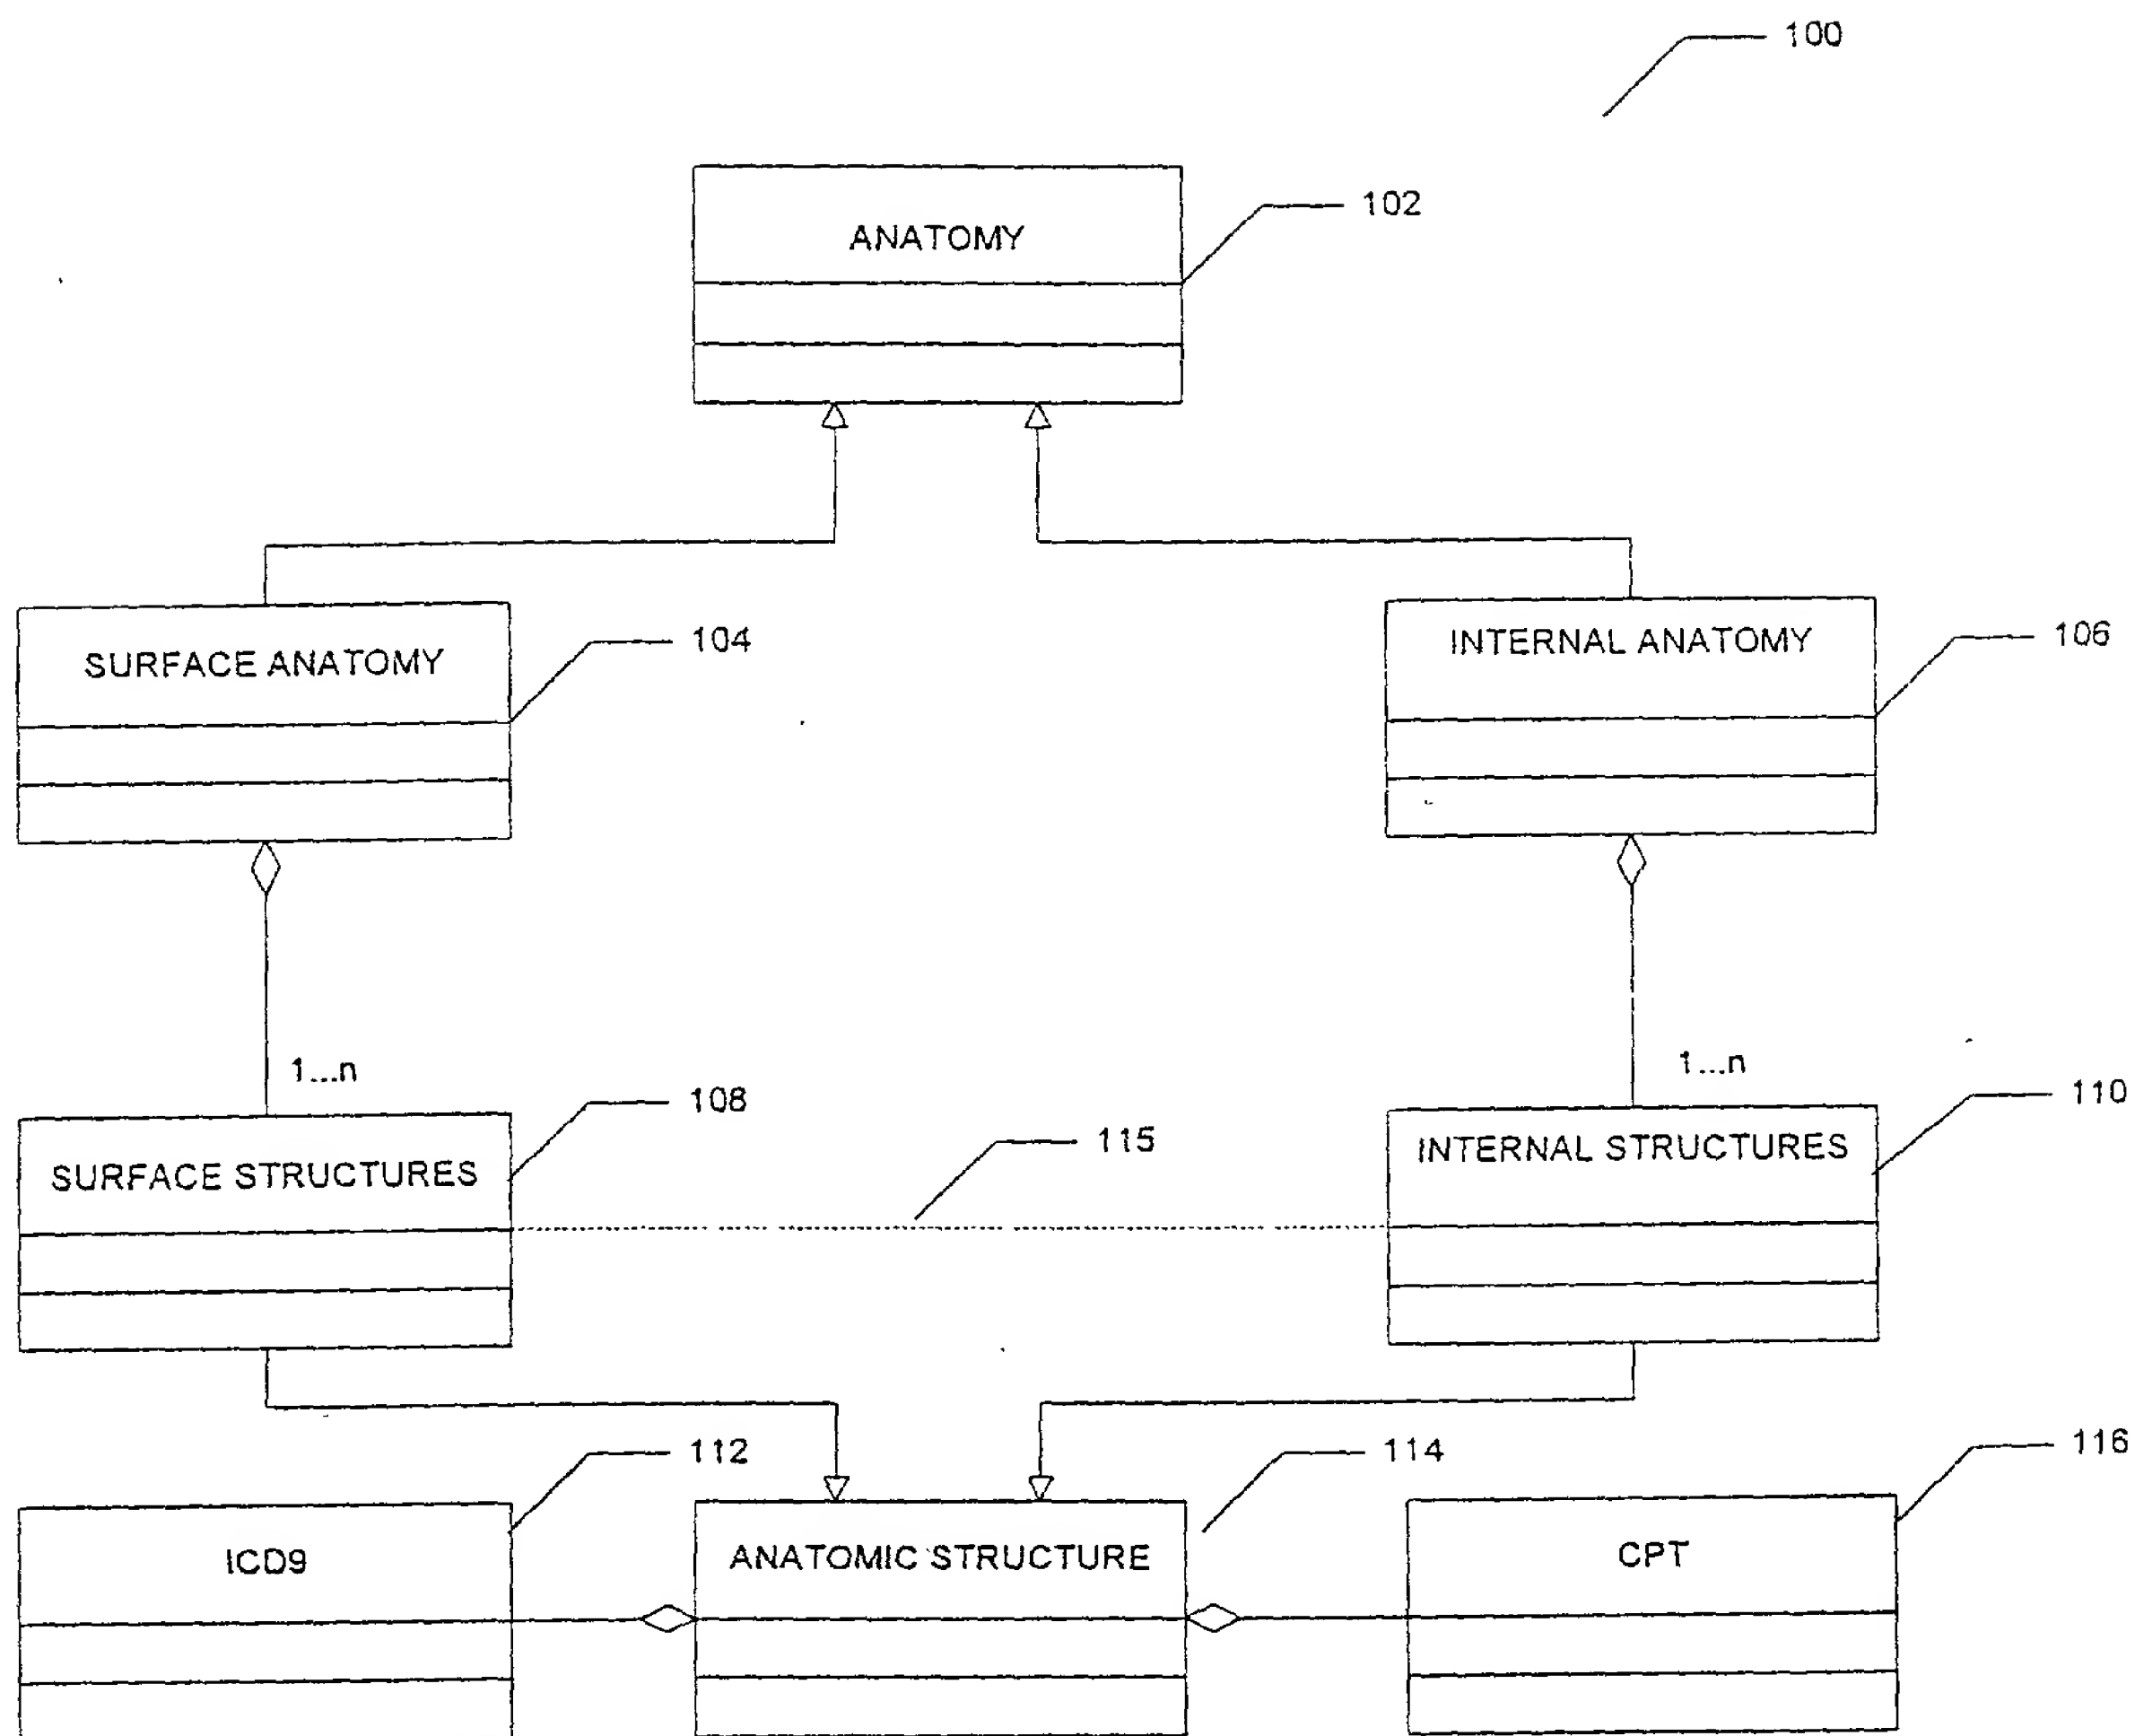 100
102
ANATOMY
104
SURFACE ANATOMY
INTERNAL ANATOMY
106
1...n
1...n
108
110
115
SURFACE STRUCTURES
INTERNAL STRUCTURES
112
114
116
ICD9
ANATOMIC STRUCTURE
CPT